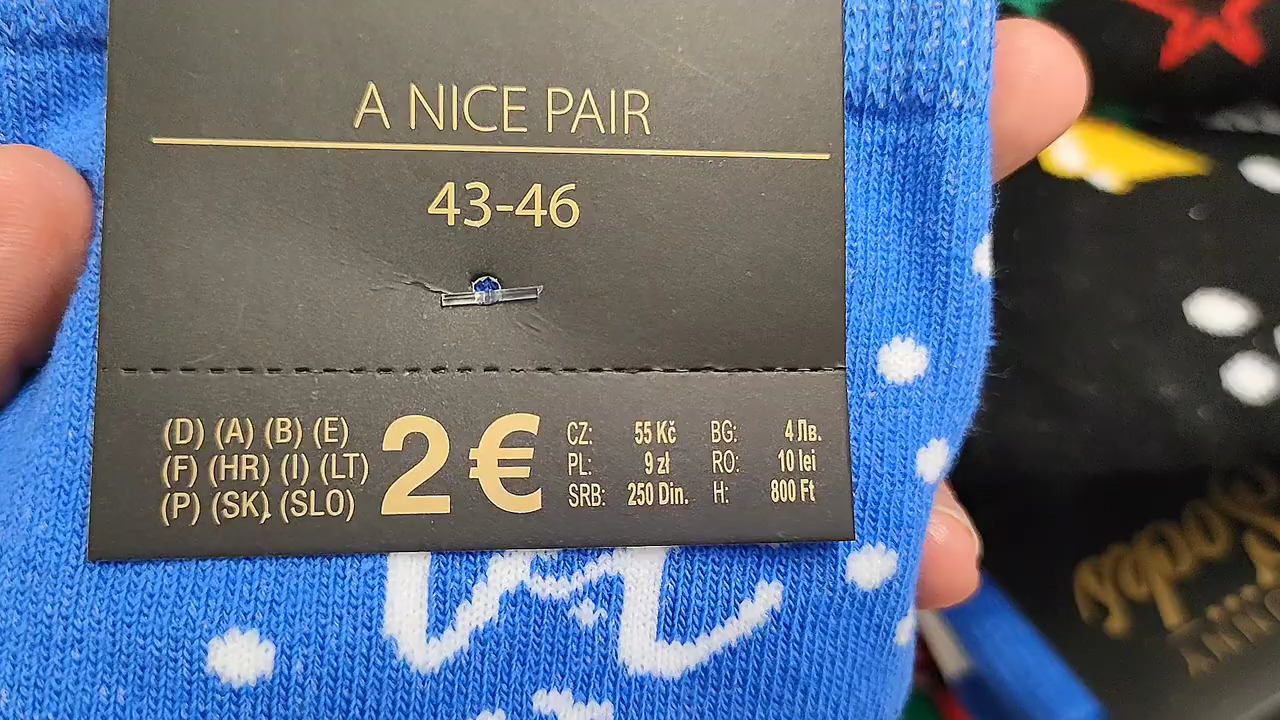 A NICE PAIR
43-46
(D) (A) (B) (E)
(F) (HR) (I) (LT)
(P) (SK), (SLO)
2€
CZ: 55 Kč BG: 4 Лв.
PL: 9 zł RO: 10 lei
SRB: 250 Din. H: 800 Ft